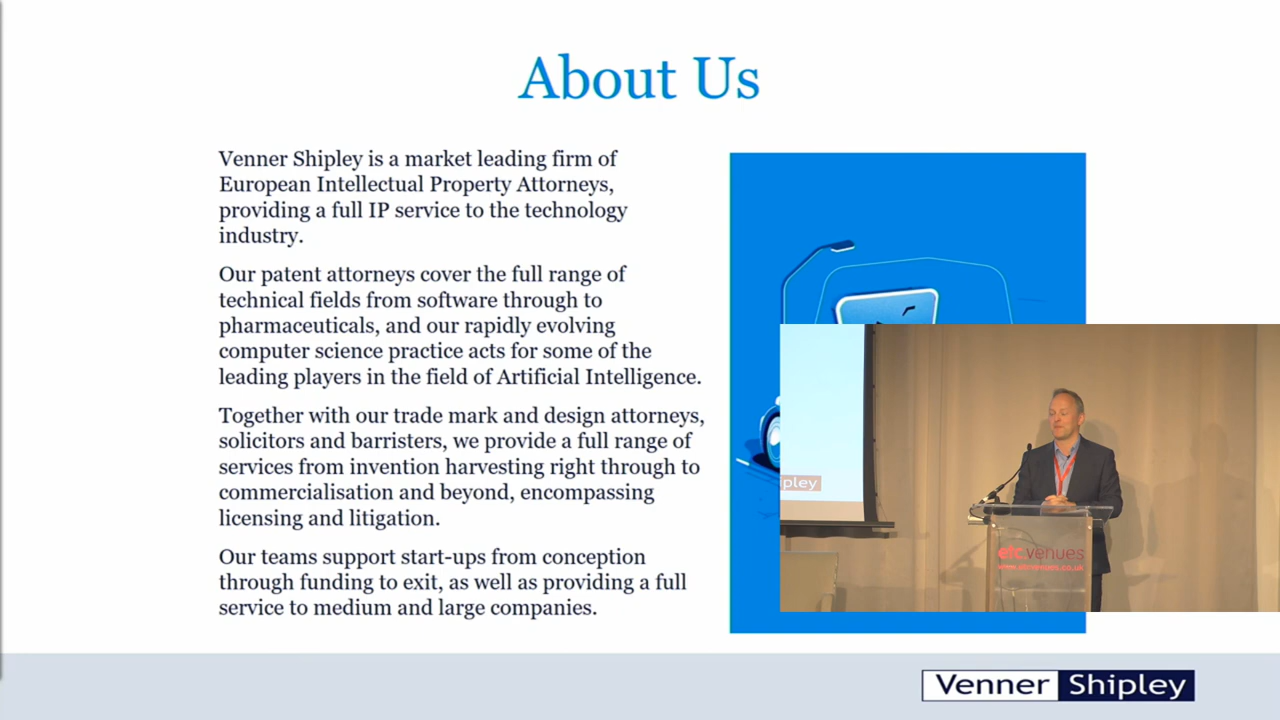 About Us
Venner Shipley is a market leading firm of
European Intellectual Property Attorneys,
providing a full IP service to the technology
industry.
Our patent attorneys cover the full range of
technical fields from software through to
pharmaceuticals, and our rapidly evolving
computer science practice acts for some of the
leading players in the field of Artificial Intelligence.
Together with our trade mark and design attorneys,
solicitors and barristers, we provide a full range of
services from invention harvesting right through to
commercialisation and beyond, encompassing
licensing and litigation.
Our teams support start-ups from conception
through funding to exit, as well as providing a full
service to medium and large companies.
pley
etc.venues
www.etcvenues.co.uk
Venner Shipley